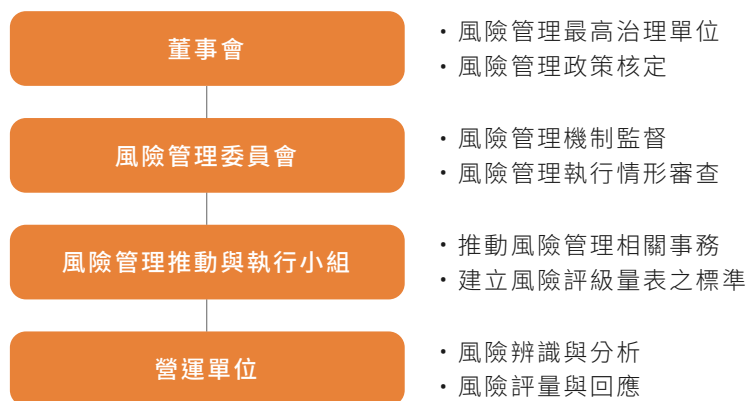 董事會
・風險管理最高治理單位
・風險管理政策核定
風險管理委員會
・風險管理機制監督
・風險管理執行情形審查
風險管理推動與執行小組
・推動風險管理相關事務
・建立風險評級量表之標準
營運單位
・風險辨識與分析
・風險評量與回應